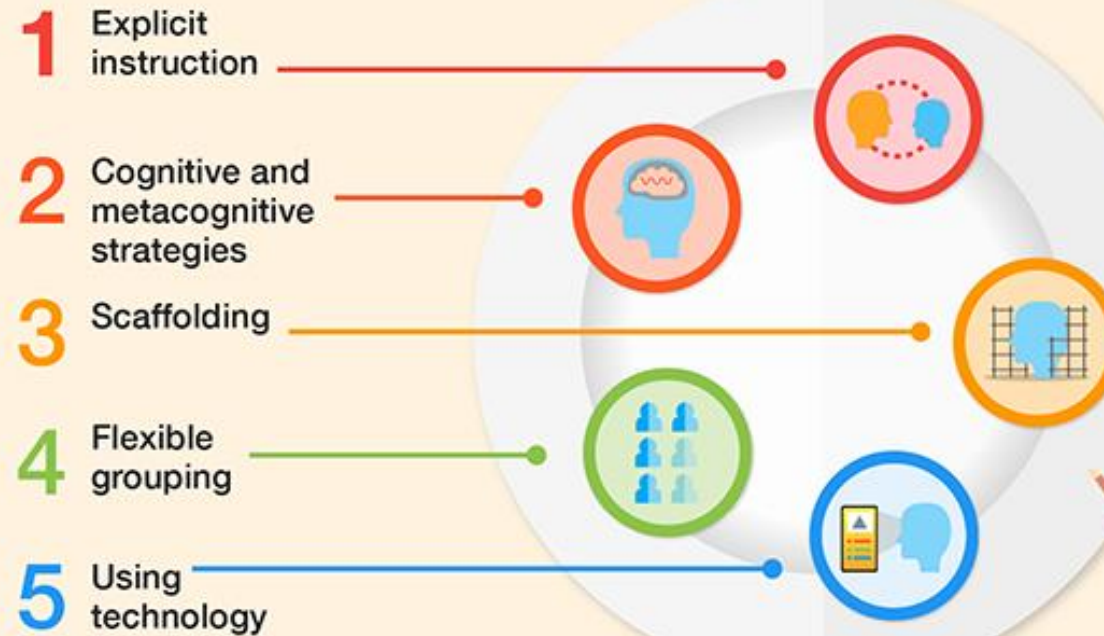 1 Explicit
instruction
2 Cognitive and
metacognitive
strategies
3 Scaffolding
4 Flexible
grouping
5 Using
technology